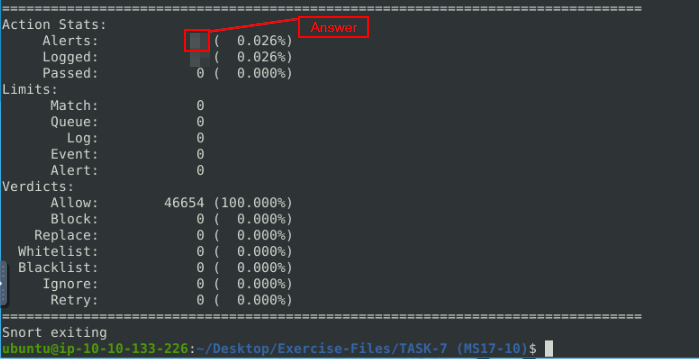 ===============================================================================
Action Stats:
Answer
Alerts: ( 0.026%)
Logged: ( 0.026%)
Passed: 0 ( 0.000%)
Limits:
Match: 0
Queue: 0
Log: 0
Event: 0
Alert: 0
Verdicts:
Allow: 46654 (100.000%)
Block: 0 ( 0.000%)
Replace: 0 ( 0.000%)
Whitelist: 0 ( 0.000%)
Blacklist: 0 ( 0.000%)
Ignore: 0 ( 0.000%)
Retry: 0 ( 0.000%)
===============================================================================
Snort exiting
ubuntu@ip-10-10-133-226:~/Desktop/Exercise-Files/TASK-7 (MS17-10)$